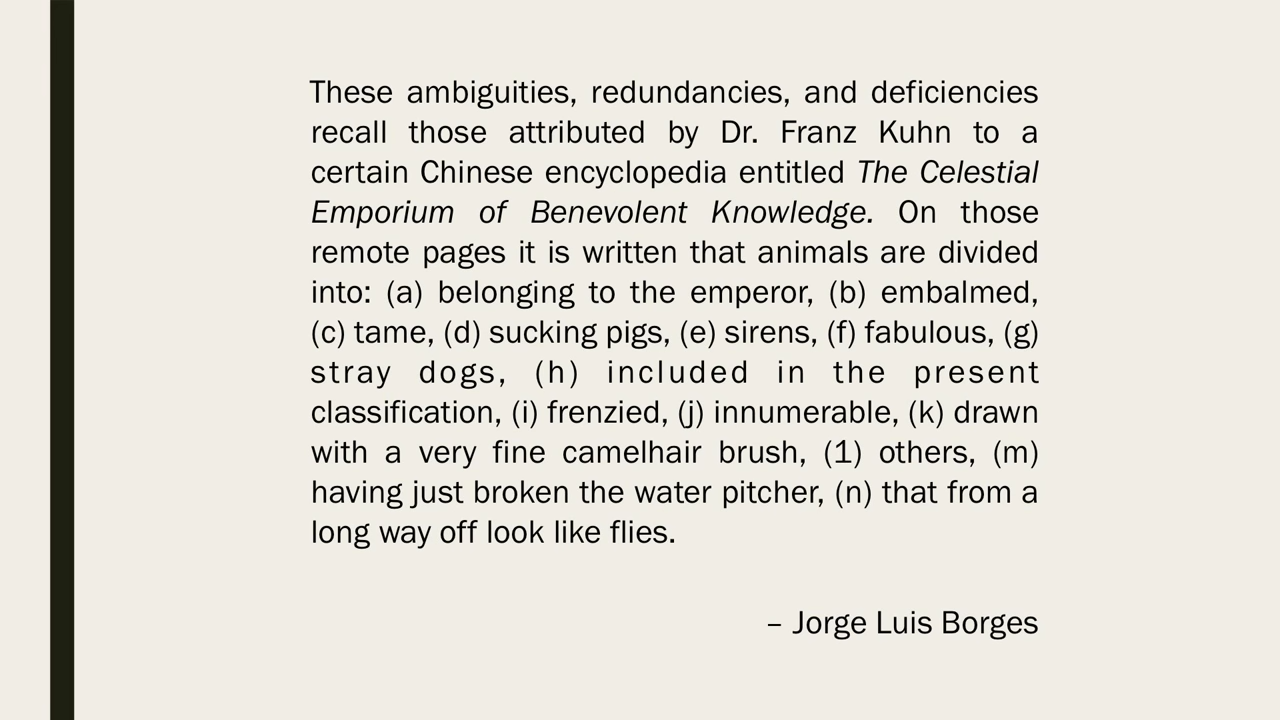 These ambiguities, redundancies, and deficiencies
recall those attributed by Dr. Franz Kuhn to a
certain Chinese encyclopedia entitled The Celestial
Emporium of Benevolent Knowledge. On those
remote pages it is written that animals are divided
into: (a) belonging to the emperor, (b) embalmed,
(c) tame, (d) sucking pigs, (e) sirens, (f) fabulous, (g)
stray dogs, (h) included in the present
classification, (i) frenzied, (j) innumerable, (k) drawn
with a very fine camelhair brush, (1) others, (m)
having just broken the water pitcher, (n) that from a
long way off look like flies.
– Jorge Luis Borges